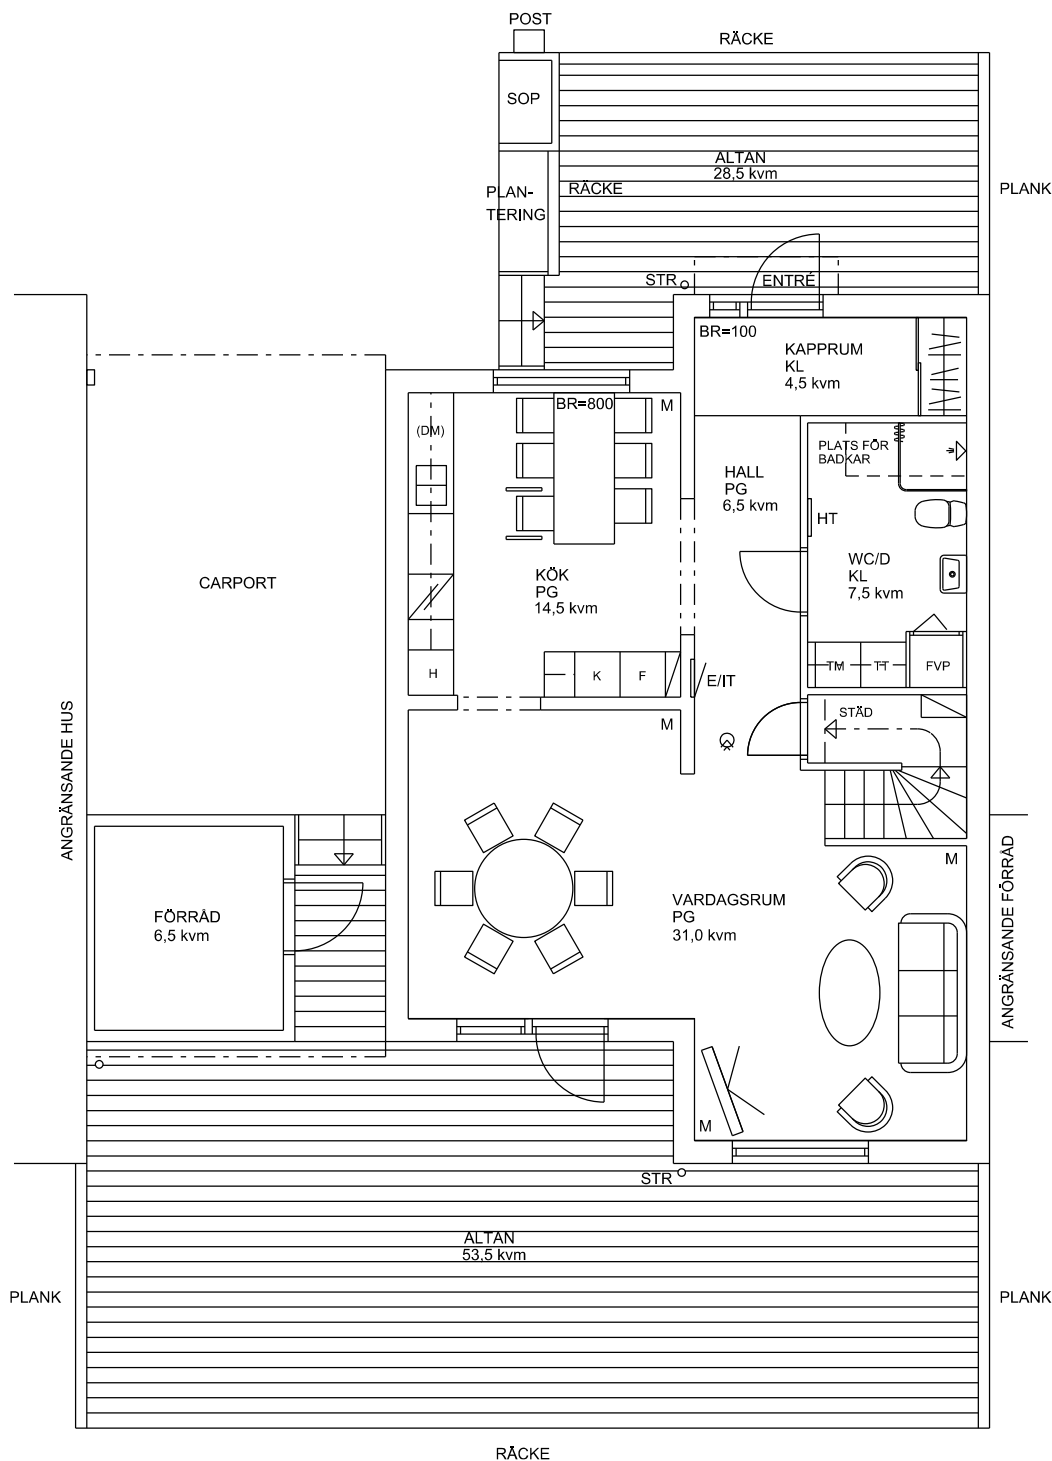 POST
RÄCKE
SOP
ALTAN
28,5 kvm
PLANK
PLAN-
TERING
RÄCKE
STR
ENTRÉ
BR=100
KAPPRUM
KL
4,5 kvm
BR=800
M
(DM)
PLATS FÖR
BADKAR
HALL
PG
6,5 kvm
HT
CARPORT
KÖK
PG
14,5 kvm
WC/D
KL
7,5 kvm
H
K
F
E/IT
TM
TT
FVP
M
STÄD
ANGRÄNSANDE HUS
M
ANGRÄNSANDE FÖRRÅD
FÖRRÅD
6,5 kvm
VARDAGSRUM
PG
31,0 kvm
M
STR
ALTAN
53,5 kvm
PLANK
PLANK
RÄCKE